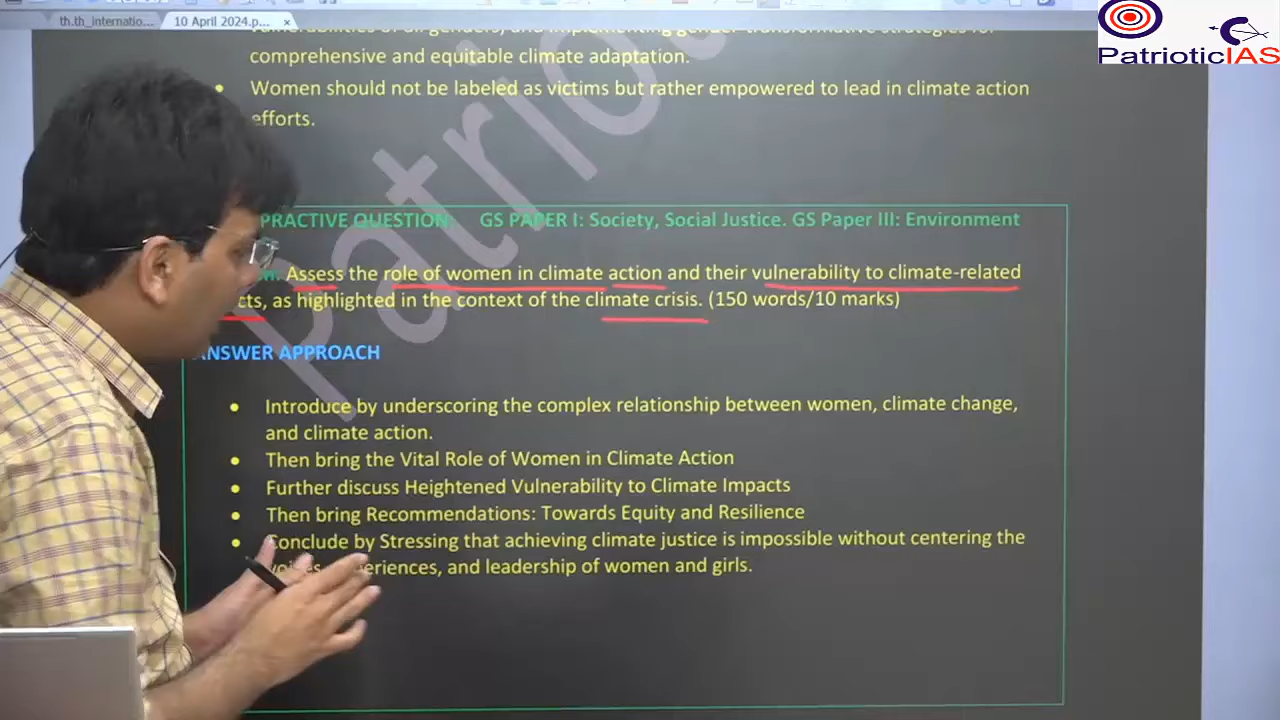 th.th_internatio...
10 April 2024.p...
×
PatrioticIAS
comprehensive and equitable climate adaptation.
• Women should not be labeled as victims but rather empowered to lead in climate action
efforts.
Patriot
PRACTIVE QUESTION: GS PAPER I: Society, Social Justice. GS Paper III: Environment
Assess the role of women in climate action and their vulnerability to climate-related
as highlighted in the context of the climate crisis. (150 words/10 marks)
ANSWER APPROACH
• Introduce by underscoring the complex relationship between women, climate change,
and climate action.
• Then bring the Vital Role of Women in Climate Action
• Further discuss Heightened Vulnerability to Climate Impacts
• Then bring Recommendations: Towards Equity and Resilience
• Conclude by Stressing that achieving climate justice is impossible without centering the
and leadership of women and girls.